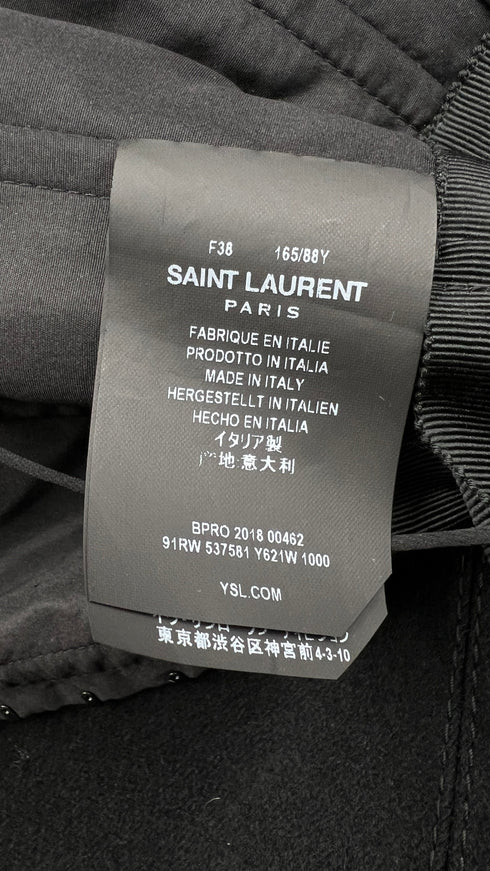 F38 165/88Y
SAINT LAURENT
PARIS
FABRIQUE EN ITALIE
PRODOTTO IN ITALIA
MADE IN ITALY
HERGESTELLT IN ITALIEN
HECHO EN ITALIA
イタリア製
产地:意大利
BPRO 2018 00462
91RW 537581 Y621W 1000
YSL.COM
東京都渋谷区神宮前4-3-10